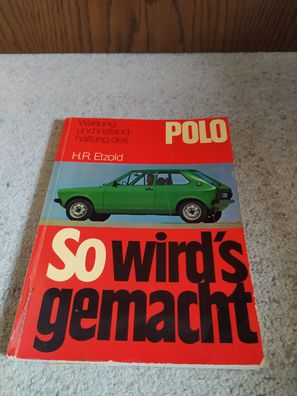 Wartung
und Instand-
haltung des
POLO
H.R. Etzold
So wird's
gemacht